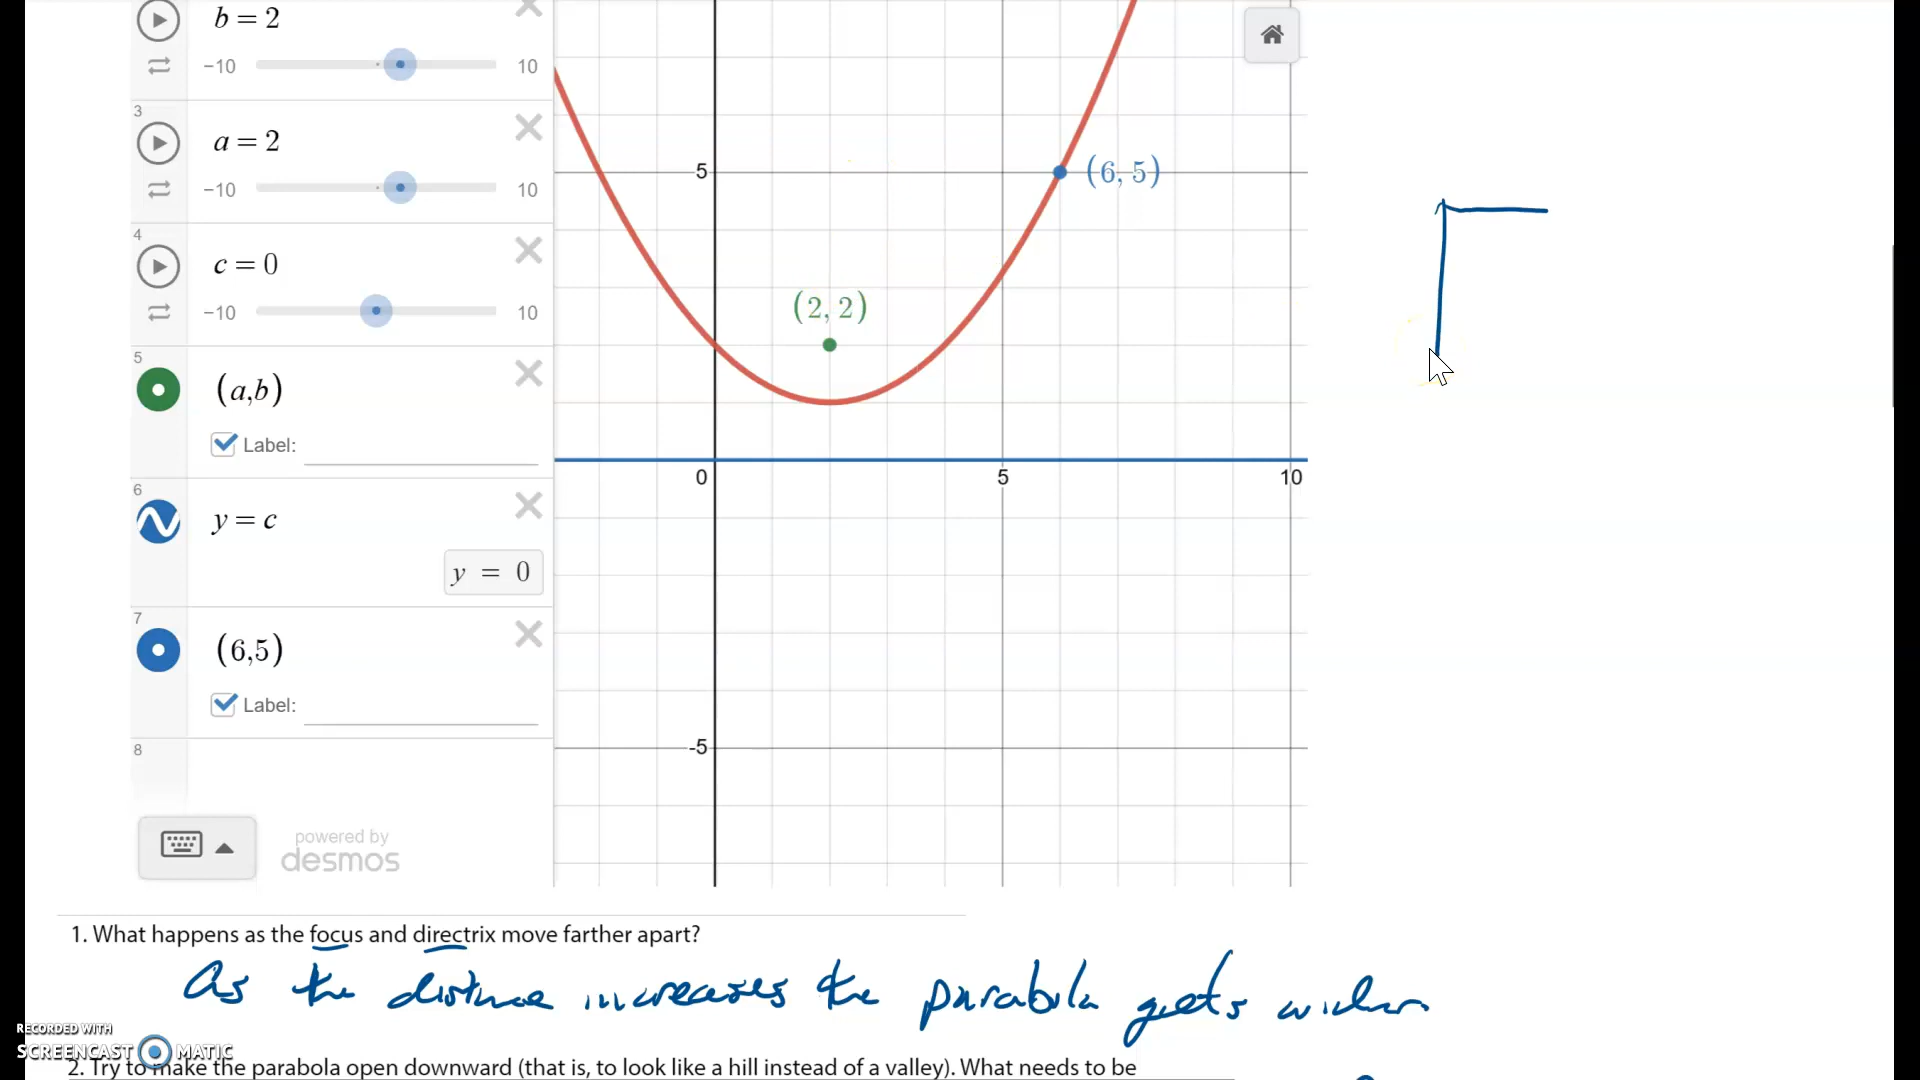 b = 2
-10 10
3
a = 2
-10 10
4
c = 0
-10 10
5
(a,b)
Label:
6
y = c
y = 0
7
(6,5)
Label:
8
powered by
desmos
5
(6, 5)
(2, 2)
0 5 10
-5
1. What happens as the focus and directrix move farther apart?
As the distance increases the parabola gets wider
RECORDED WITH
SCREENCAST MATIC
2. Try to make the parabola open downward (that is, to look like a hill instead of a valley). What needs to be